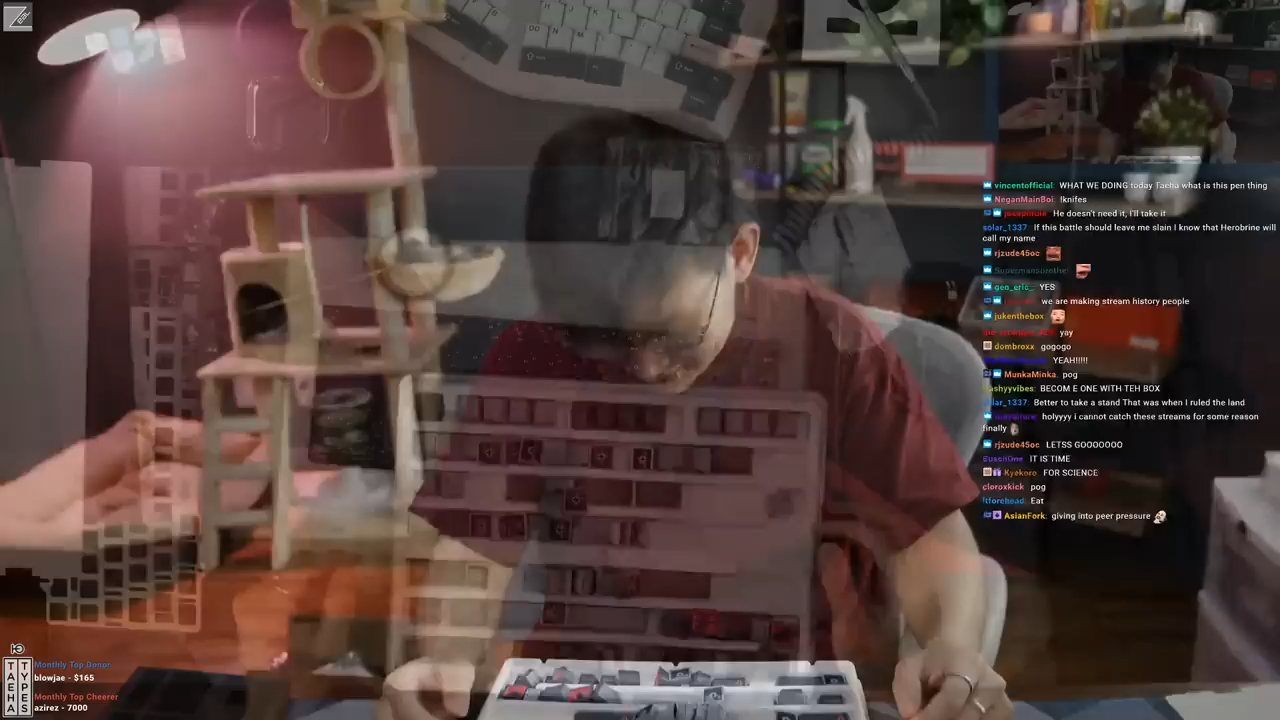 vincentofficial: WHAT WE DOING today Taeha what is this pen thing
NeganMainBoi: !knifes
He doesn't need it, I'll take it
solar_1337: If this battle should leave me slain I know that Herobrine will
call my name
rjzude45oc
gen_eric_: YES
we are making stream history people
jukenthebox
yay
dombroxx: gogogo
YEAH!!!!!
MunkaMinka: pog
ashyyvibes: BECOM E ONE WITH TEH BOX
solar_1337: Better to take a stand That was when I ruled the land
holyyyy i cannot catch these streams for some reason
finally
rjzude45oc: LETSS GOOOOOOO
IT IS TIME
Kyekoro: FOR SCIENCE
cloroxkick: pog
Eat
AsianFork: giving into peer pressure
TAEHA TYPES
Monthly Top Donor
blowjae - $165
Monthly Top Cheerer
azirez - 7000